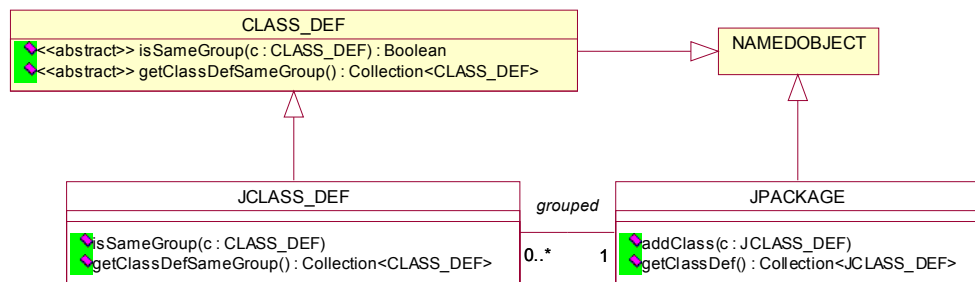 CLASS_DEF
<<abstract>> isSameGroup(c : CLASS_DEF) : Boolean
<<abstract>> getClassDefSameGroup() : Collection<CLASS_DEF>
NAMEDOBJECT
JCLASS_DEF
isSameGroup(c : CLASS_DEF)
getClassDefSameGroup() : Collection<CLASS_DEF>
grouped
0..*
1
JPACKAGE
addClass(c : JCLASS_DEF)
getClassDef() : Collection<JCLASS_DEF>